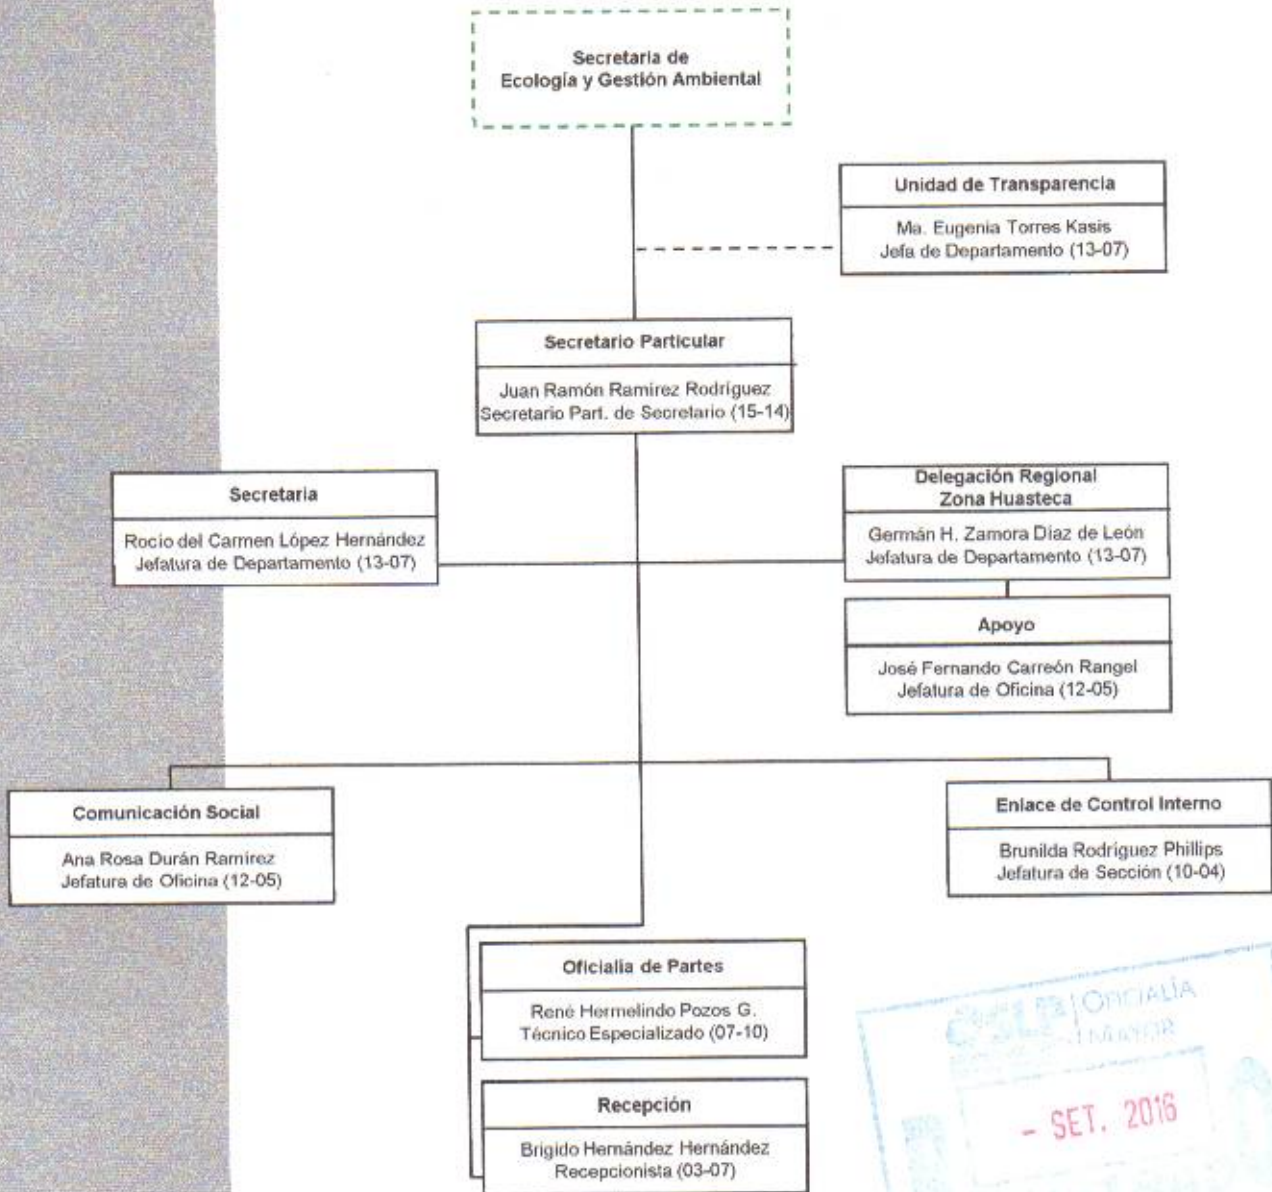 Secretaria de
Ecología y Gestión Ambiental
Unidad de Transparencia
Ma. Eugenia Torres Kasis
Jefa de Departamento (13-07)
Secretario Particular
Juan Ramón Ramirez Rodríguez
Secretario Part. de Secretario (15-14)
Secretaria
Rocio del Carmen López Hernández
Jefatura de Departamento (13-07)
Delegación Regional
Zona Huasteca
Germán H. Zamora Díaz de León
Jefatura de Departamento (13-07)
Apoyo
José Fernando Carreón Rangel
Jefatura de Oficina (12-05)
Comunicación Social
Ana Rosa Durán Ramírez
Jefatura de Oficina (12-05)
Enlace de Control Interno
Brunilda Rodríguez Phillips
Jefatura de Sección (10-04)
Oficialia de Partes
René Hermelindo Pozos G.
Técnico Especializado (07-10)
Recepción
Brigido Hernández Hernández
Recepcionista (03-07)
OFICIALÍA
MAYOR
- SET. 2016